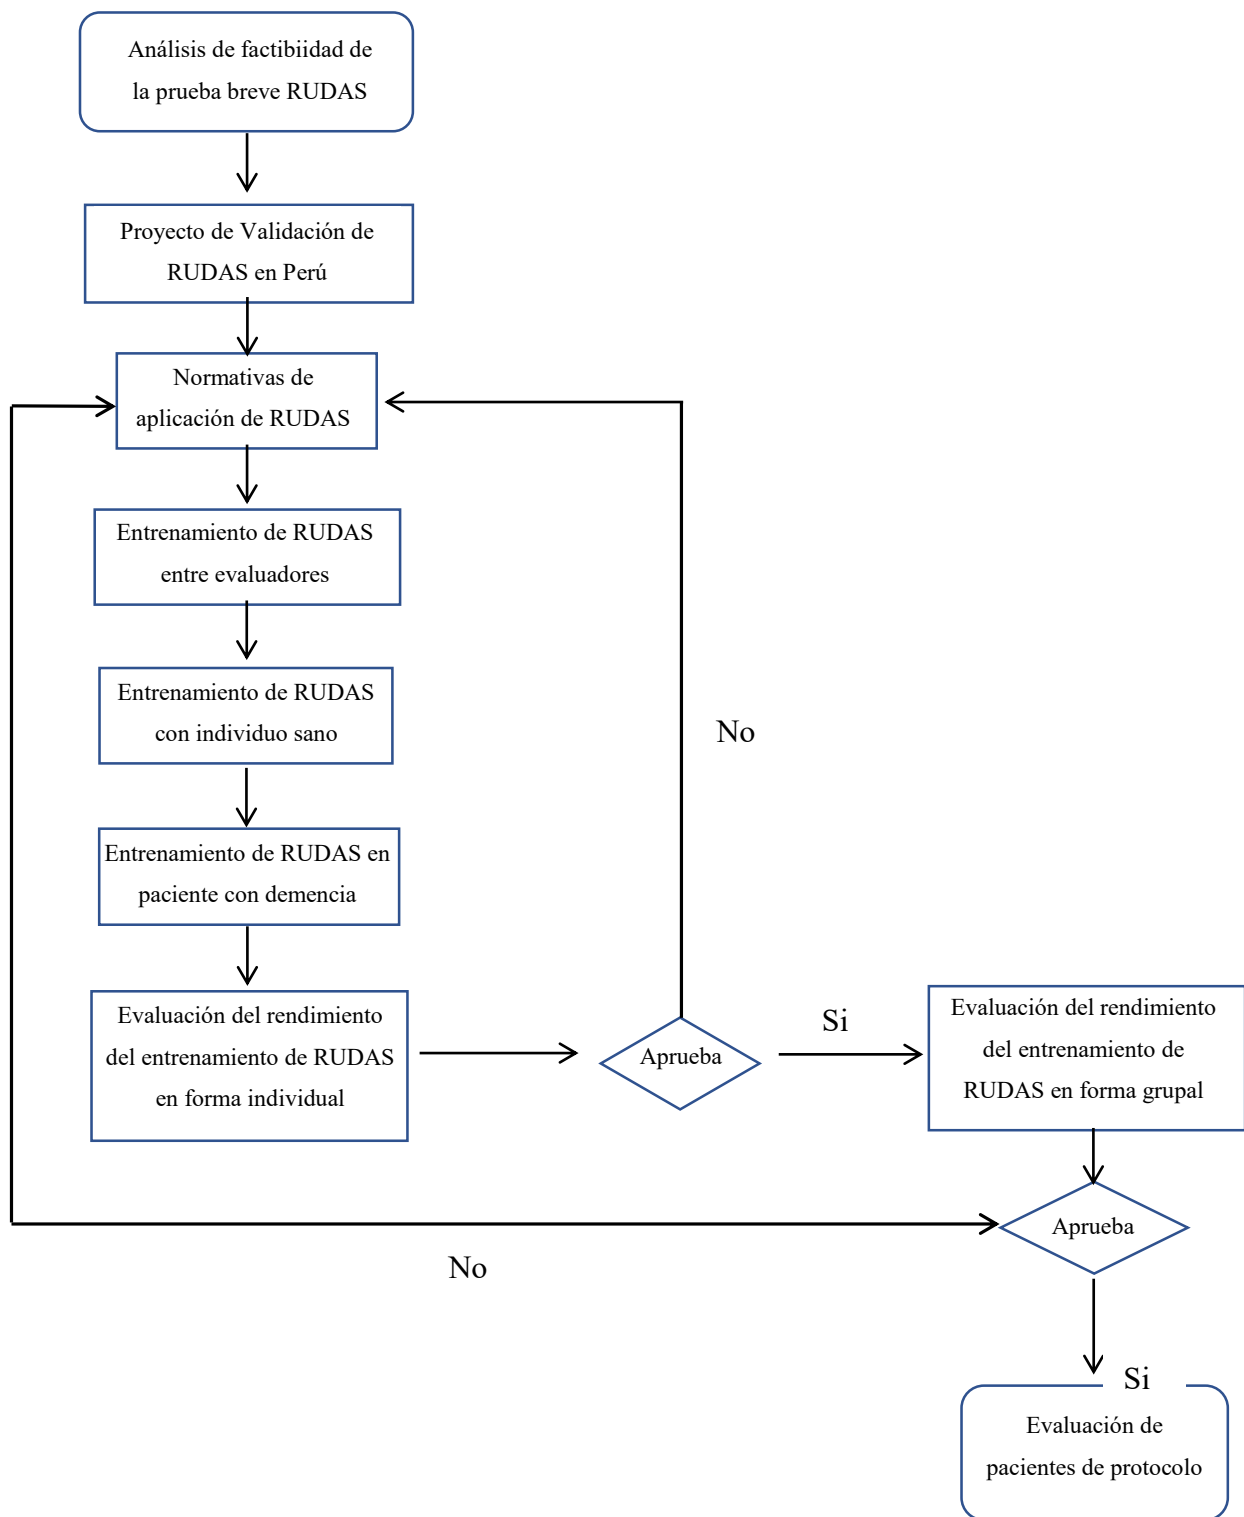 Análisis de factibiidad de
la prueba breve RUDAS
Proyecto de Validación de
RUDAS en Perú
Normativas de
aplicación de RUDAS
Entrenamiento de RUDAS
entre evaluadores
Entrenamiento de RUDAS
con individuo sano
No
Entrenamiento de RUDAS en
paciente con demencia
Evaluación del rendimiento
del entrenamiento de RUDAS
en forma individual
Aprueba
Si
Evaluación del rendimiento
del entrenamiento de
RUDAS en forma grupal
Aprueba
No
Si
Evaluación de
pacientes de protocolo